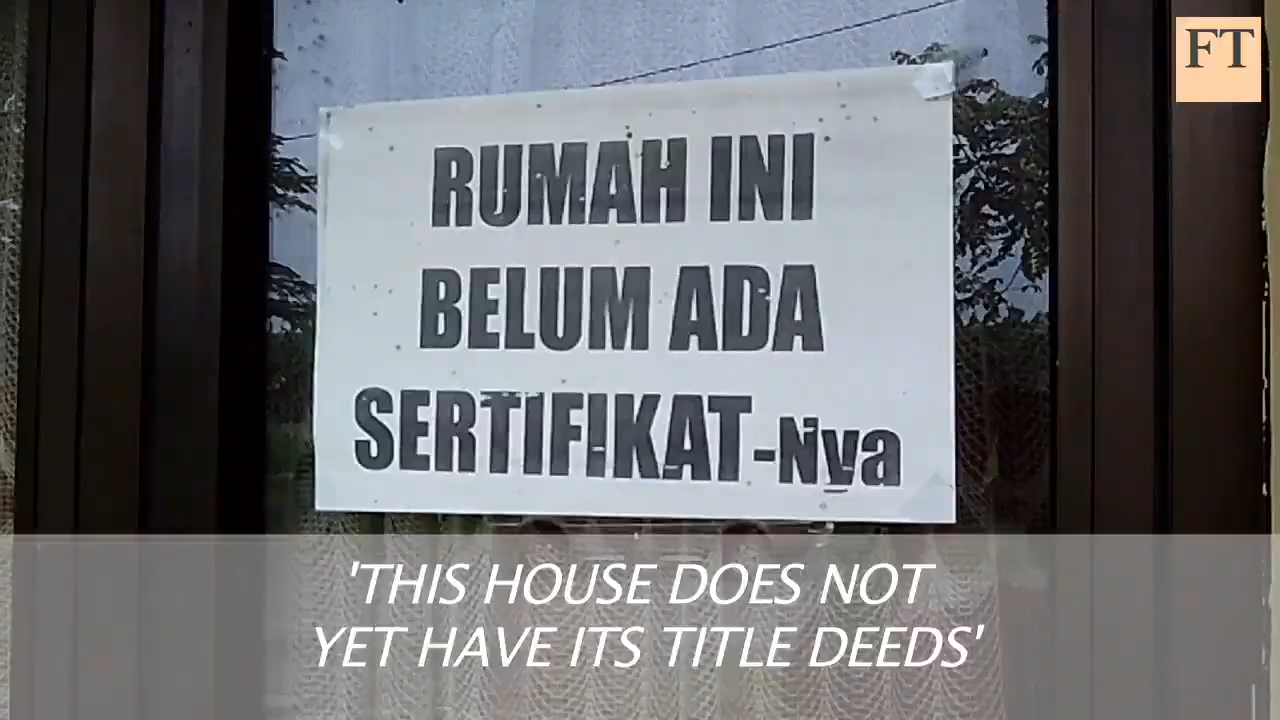 FT
RUMAH INI
BELUM ADA
SERTIFIKAT-Nya
'THIS HOUSE DOES NOT
YET HAVE ITS TITLE DEEDS'